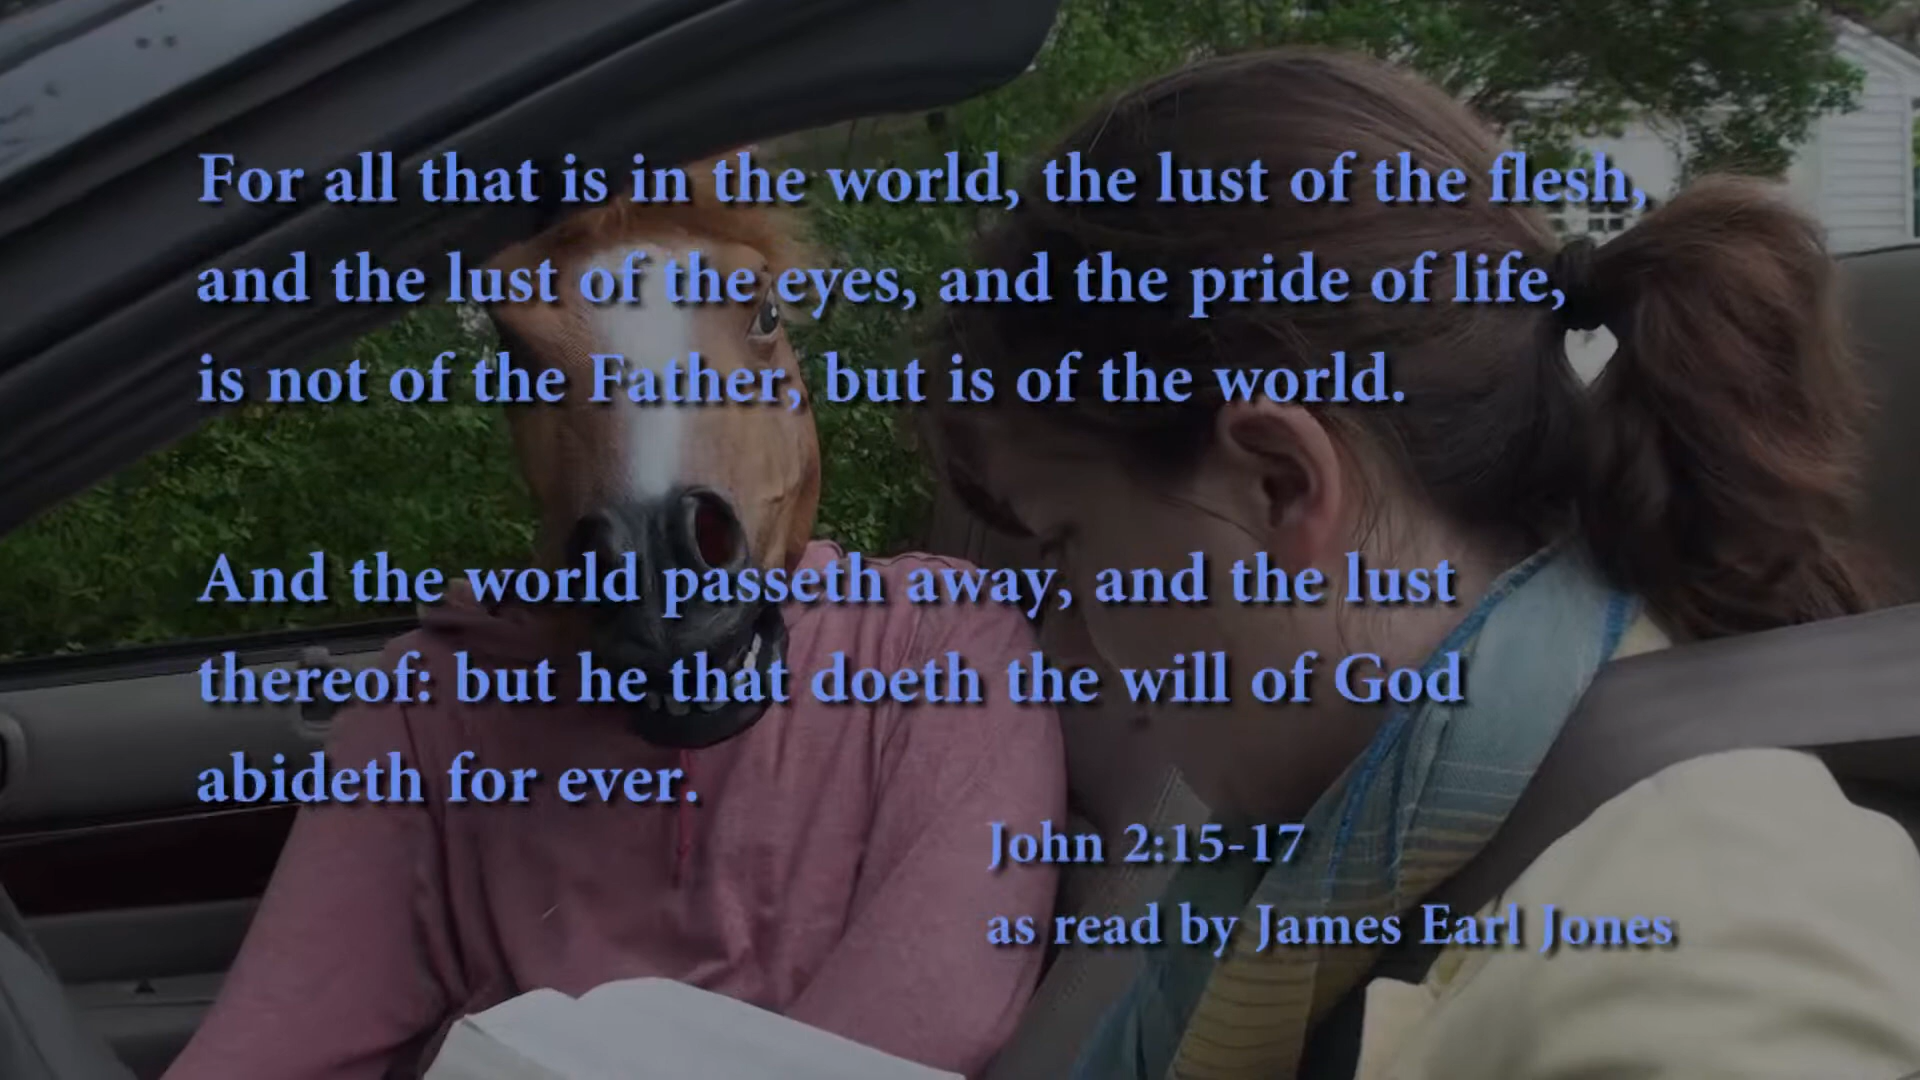 For all that is in the world, the lust of the flesh,
and the lust of the eyes, and the pride of life,
is not of the Father, but is of the world.
And the world passeth away, and the lust
thereof: but he that doeth the will of God
abideth for ever.
John 2:15-17
as read by James Earl Jones